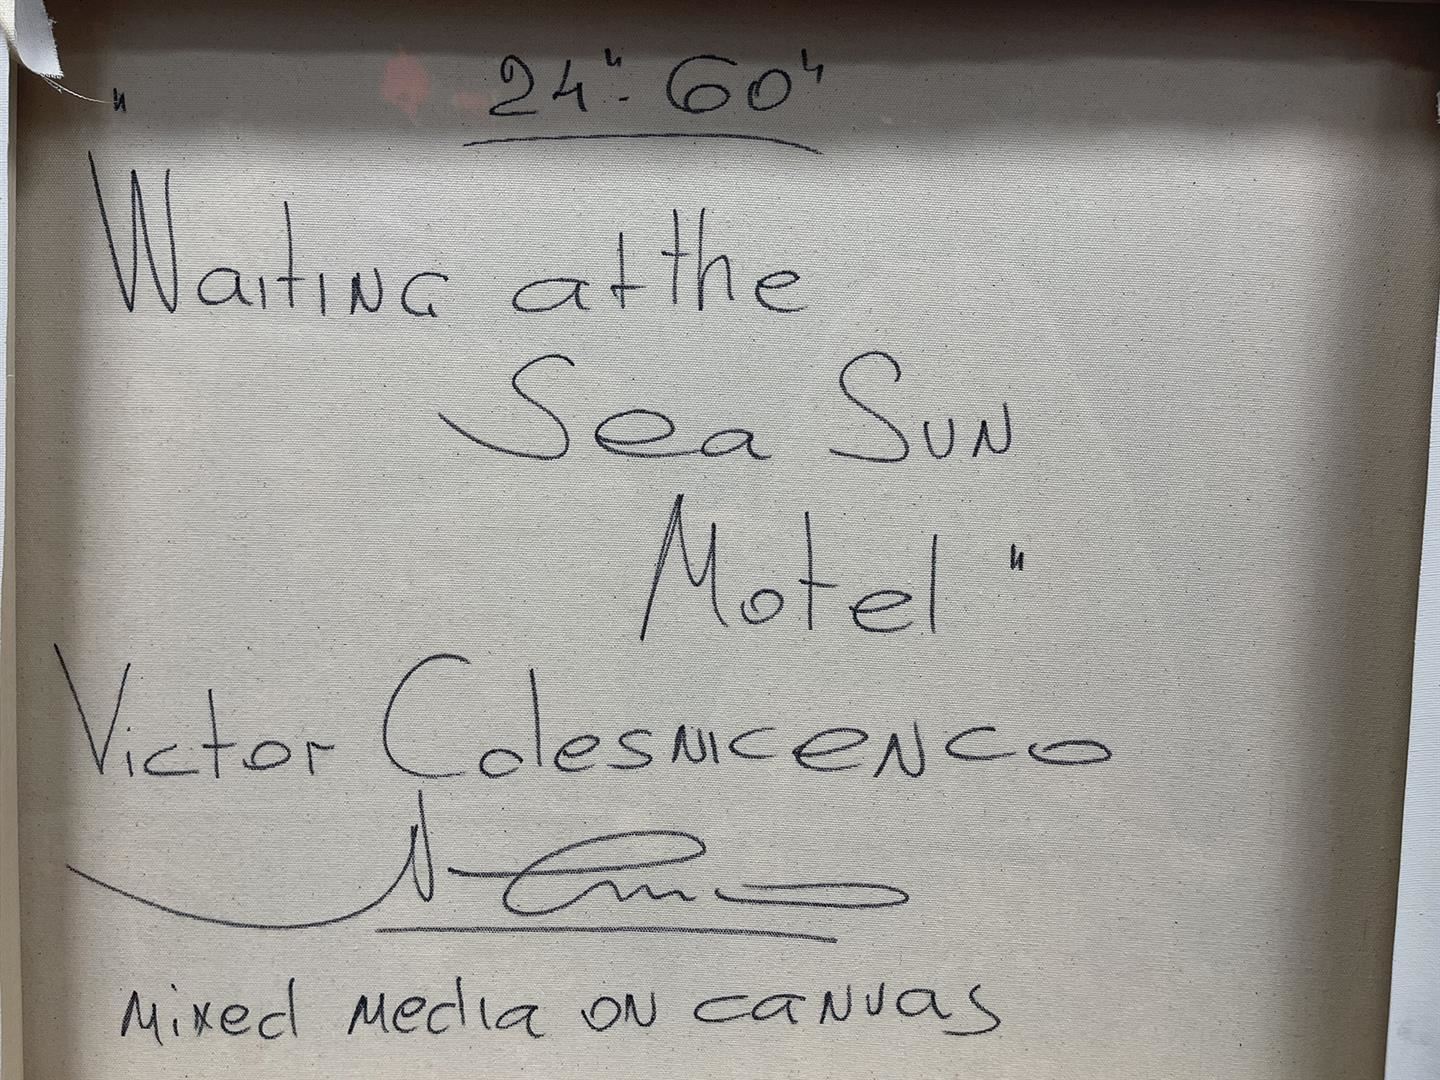 24"- 60"
"
Waiting at the
Sea Sun
Motel"
Victor Colesnicenco
Mixed Media on canvas